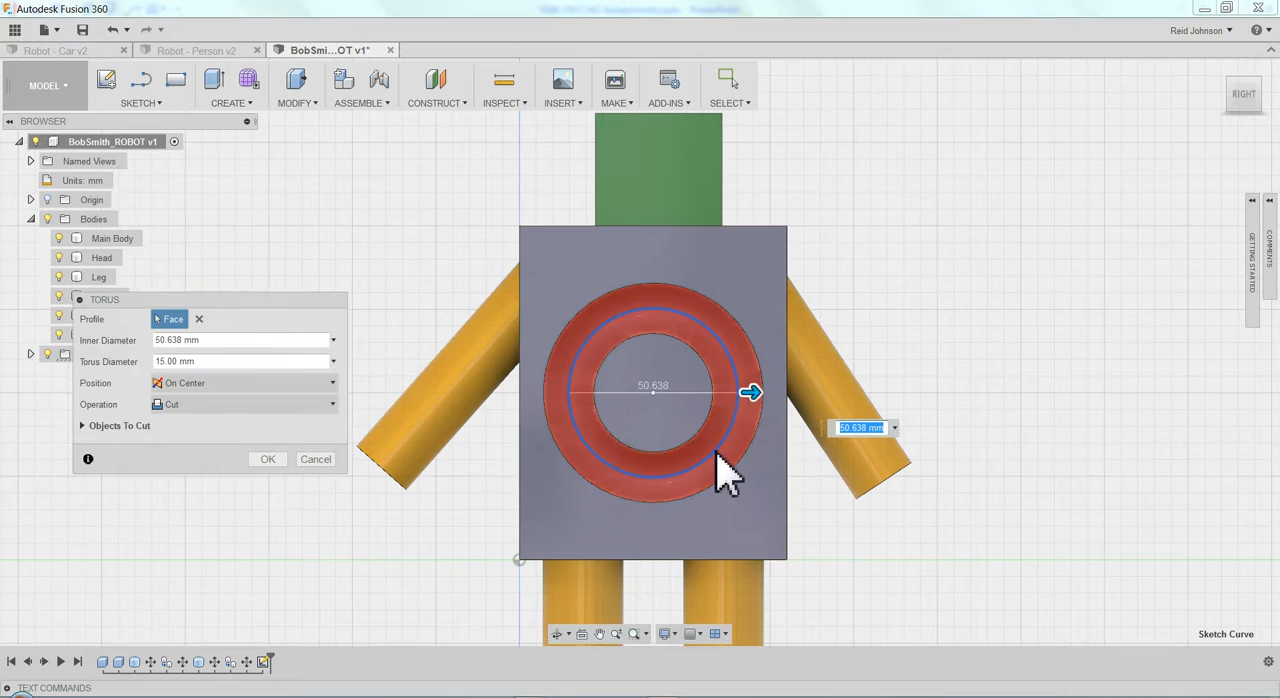 Autodesk Fusion 360
Robot - Car v2
Robot - Person v2
BobSmi...OT v1*
Reid Johnson
MODEL
SKETCH
CREATE
MODIFY
ASSEMBLE
CONSTRUCT
INSPECT
INSERT
MAKE
ADD-INS
SELECT
RIGHT
BROWSER
BobSmith_ROBOT v1
Named Views
Units: mm
Origin
Bodies
Main Body
Head
Leg
TORUS
Profile
Face
Inner Diameter
50.638 mm
Torus Diameter
15.00 mm
Position
On Center
Operation
Cut
Objects To Cut
OK
Cancel
50.638
50.638 mm
GETTING STARTED
COMMENTS
Sketch Curve
TEXT COMMANDS